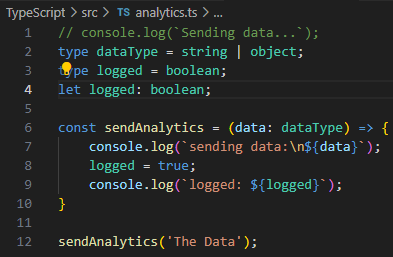 TypeScript > src > TS analytics.ts > ...
1 // console.log(`Sending data...`);
2 type dataType = string | object;
3 type logged = boolean;
4 let logged: boolean;
5
6 const sendAnalytics = (data: dataType) => {
7 console.log(`sending data:\n${data}`);
8 logged = true;
9 console.log(`logged: ${logged}`);
10 }
11
12 sendAnalytics('The Data');